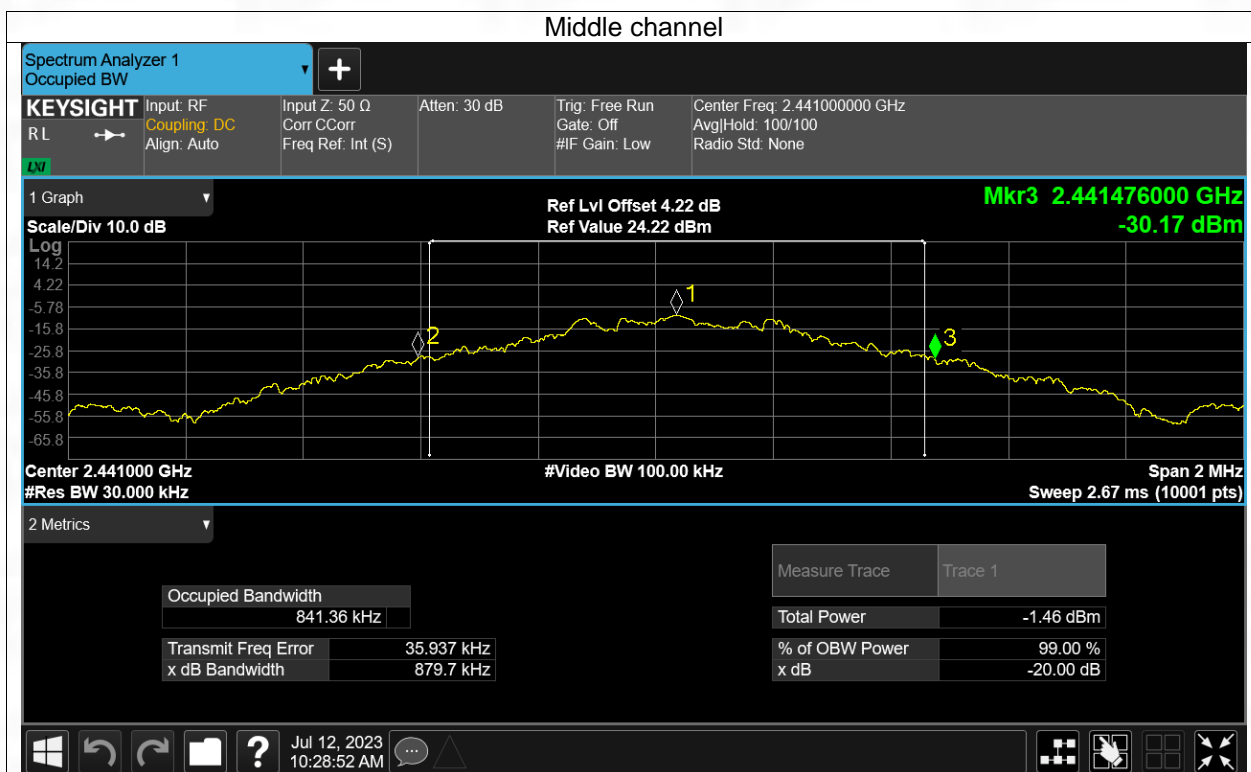 Middle channel
Spectrum Analyzer 1
Occupied BW
KEYSIGHT
R L
LXI
Input: RF
Coupling: DC
Align: Auto
Input Z: 50 Ω
Corr CCorr
Freq Ref: Int (S)
Atten: 30 dB
Trig: Free Run
Gate: Off
#IF Gain: Low
Center Freq: 2.441000000 GHz
Avg|Hold: 100/100
Radio Std: None
1 Graph
Scale/Div 10.0 dB
Ref Lvl Offset 4.22 dB
Ref Value 24.22 dBm
Mkr3 2.441476000 GHz
-30.17 dBm
Log
14.2
4.22
-5.78
-15.8
-25.8
-35.8
-45.8
-55.8
-65.8
1
2
3
Center 2.441000 GHz
#Res BW 30.000 kHz
#Video BW 100.00 kHz
Span 2 MHz
Sweep 2.67 ms (10001 pts)
2 Metrics
Occupied Bandwidth
841.36 kHz
Transmit Freq Error 35.937 kHz
x dB Bandwidth 879.7 kHz
Measure Trace Trace 1
Total Power -1.46 dBm
% of OBW Power 99.00 %
x dB -20.00 dB
?
Jul 12, 2023
10:28:52 AM